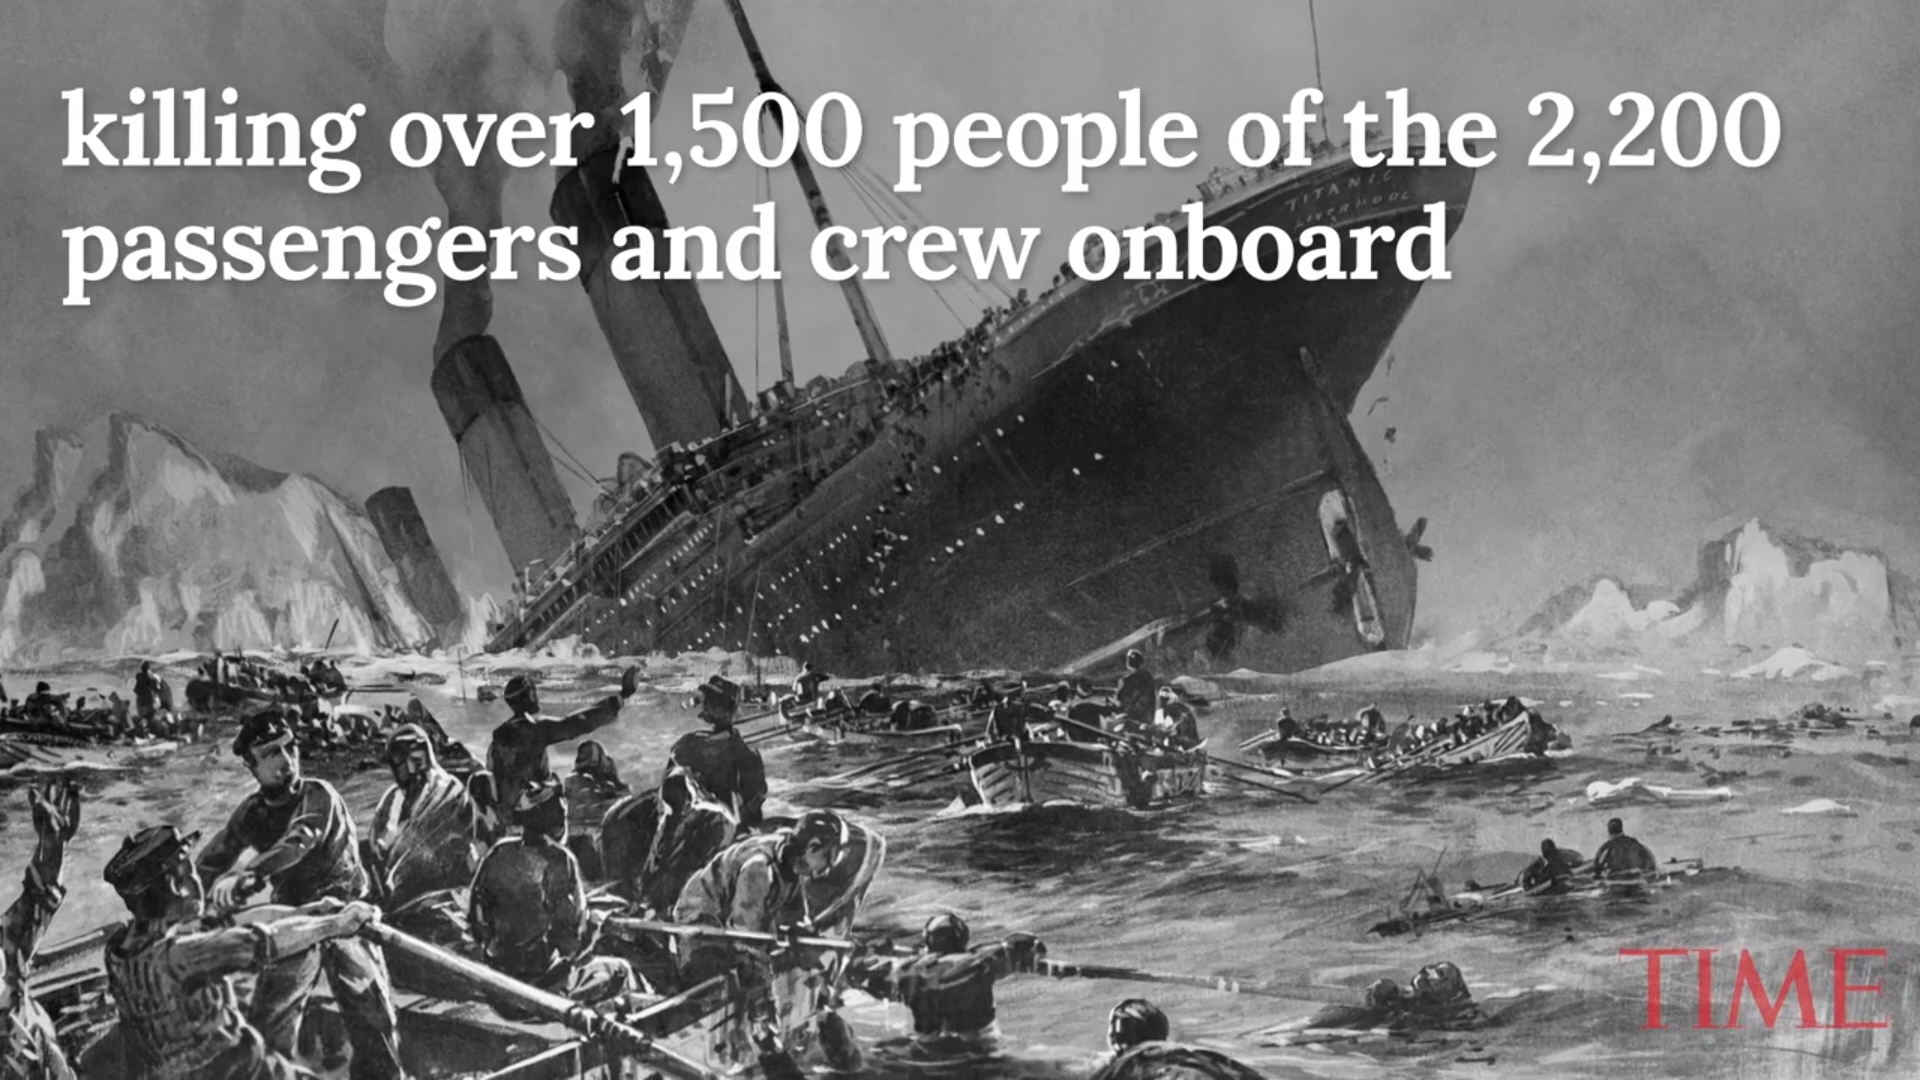 killing over 1,500 people of the 2,200
passengers and crew onboard
TITANIC
LIVERPOOL
TIME